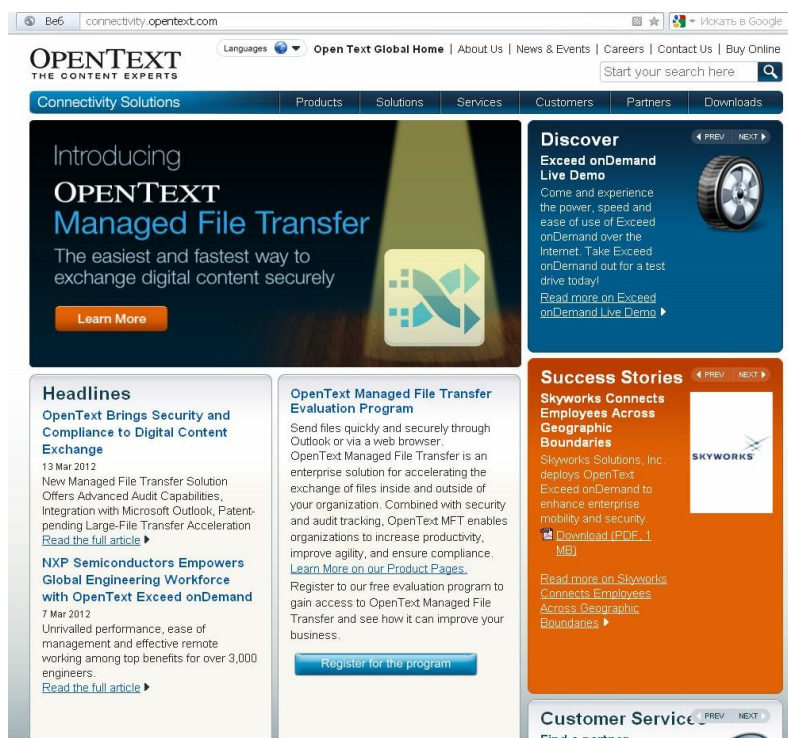 Веб
connectivity.opentext.com
Искать в Google
OPENTEXT
THE CONTENT EXPERTS
Languages
Open Text Global Home | About Us | News & Events | Careers | Contact Us | Buy Online
Start your search here
Connectivity Solutions
Products
Solutions
Services
Customers
Partners
Downloads
Introducing
OPENTEXT
Managed File Transfer
The easiest and fastest way to
exchange digital content securely
Learn More
Discover
PREV
NEXT
Exceed onDemand
Live Demo
Come and experience
the power, speed and
ease of use of Exceed
onDemand over the
Internet. Take Exceed
onDemand out for a test
drive today!
Read more on Exceed
onDemand Live Demo
Headlines
OpenText Brings Security and
Compliance to Digital Content
Exchange
13 Mar 2012
New Managed File Transfer Solution
Offers Advanced Audit Capabilities,
Integration with Microsoft Outlook, Patent-
pending Large-File Transfer Acceleration
Read the full article
NXP Semiconductors Empowers
Global Engineering Workforce
with OpenText Exceed onDemand
7 Mar 2012
Unrivalled performance, ease of
management and effective remote
working among top benefits for over 3,000
engineers.
Read the full article
OpenText Managed File Transfer
Evaluation Program
Send files quickly and securely through
Outlook or via a web browser.
OpenText Managed File Transfer is an
enterprise solution for accelerating the
exchange of files inside and outside of
your organization. Combined with security
and audit tracking, OpenText MFT enables
organizations to increase productivity,
improve agility, and ensure compliance.
Learn More on our Product Pages.
Register to our free evaluation program to
gain access to OpenText Managed File
Transfer and see how it can improve your
business.
Register for the program
Success Stories
PREV
NEXT
Skyworks Connects
Employees Across
Geographic
Boundaries
SKYWORKS
Skyworks Solutions, Inc.
deploys OpenText
Exceed onDemand to
enhance enterprise
mobility and security.
Download (PDF, 1
MB)
Read more on Skyworks
Connects Employees
Across Geographic
Boundaries
Customer Service
PREV
NEXT
Find a partner